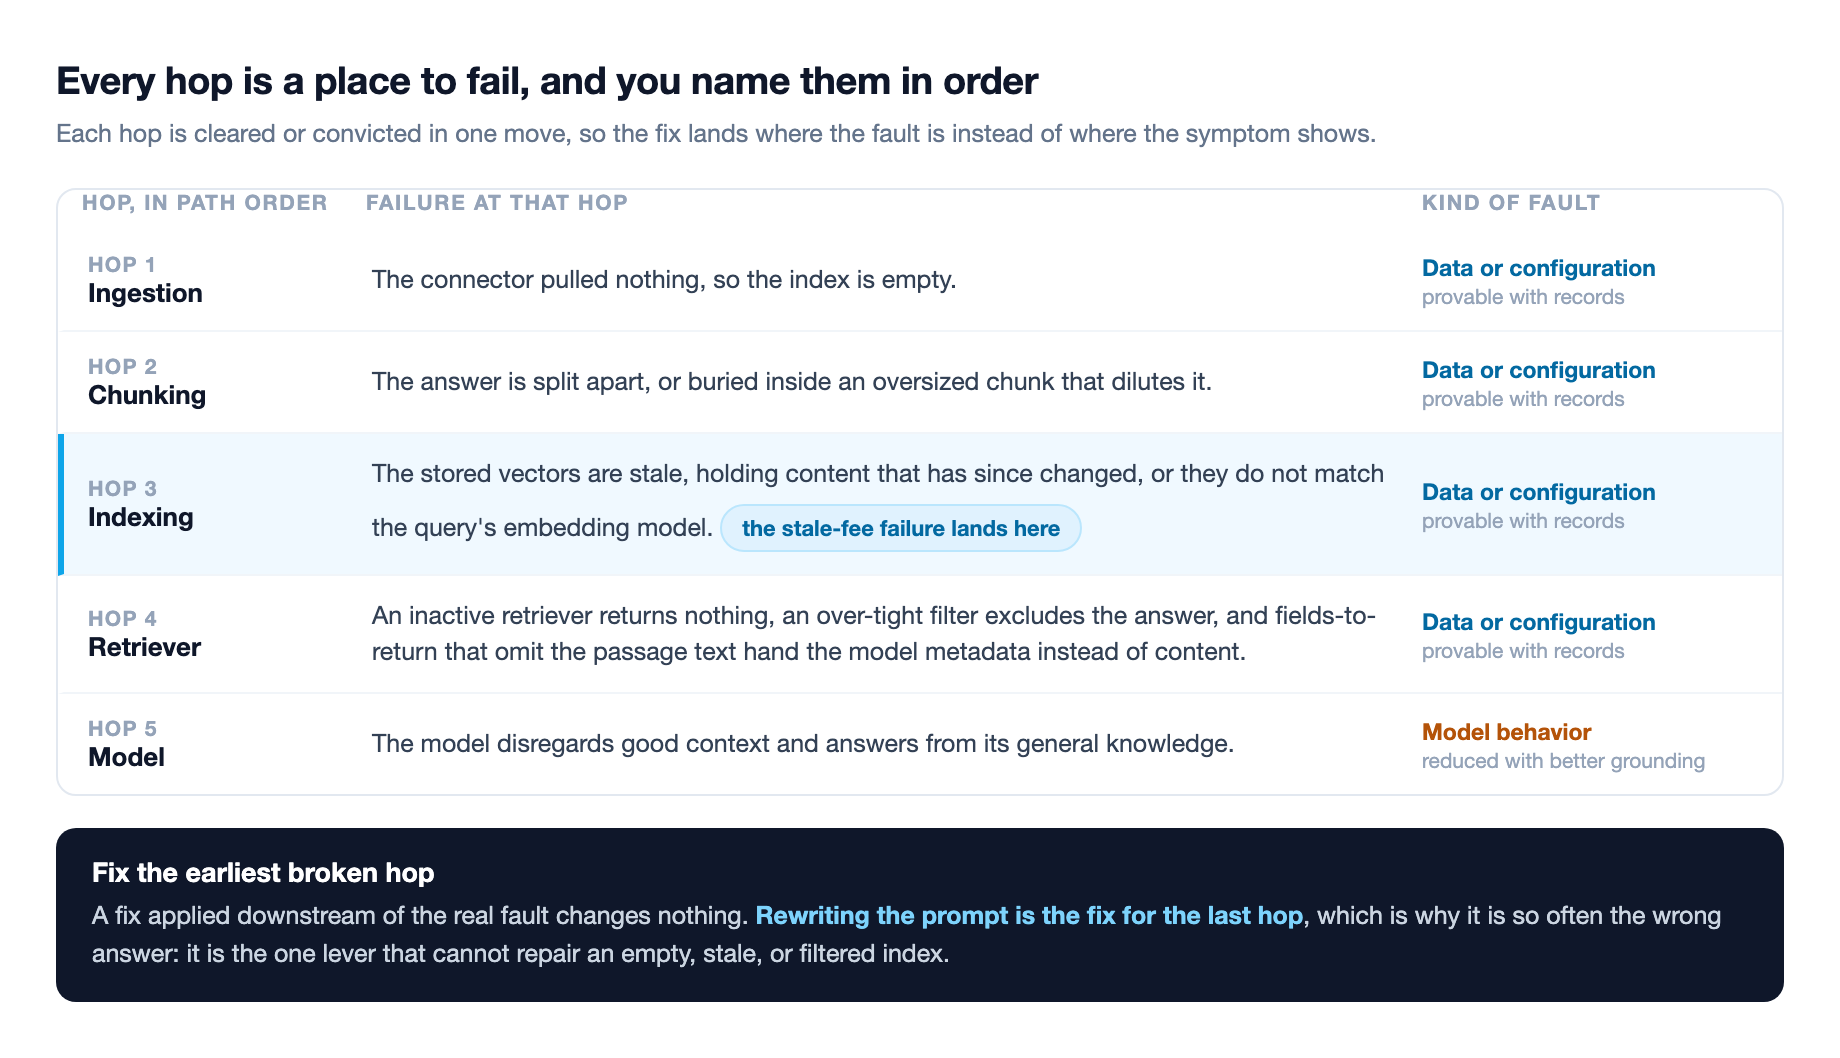 Every hop is a place to fail, and you name them in order
Each hop is cleared or convicted in one move, so the fix lands where the fault is instead of where the symptom shows.
HOP, IN PATH ORDER
FAILURE AT THAT HOP
KIND OF FAULT
HOP 1
Ingestion
The connector pulled nothing, so the index is empty.
Data or configuration
provable with records
HOP 2
Chunking
The answer is split apart, or buried inside an oversized chunk that dilutes it.
Data or configuration
provable with records
HOP 3
Indexing
The stored vectors are stale, holding content that has since changed, or they do not match
the query's embedding model. the stale-fee failure lands here
Data or configuration
provable with records
HOP 4
Retriever
An inactive retriever returns nothing, an over-tight filter excludes the answer, and fields-to-
return that omit the passage text hand the model metadata instead of content.
Data or configuration
provable with records
HOP 5
Model
The model disregards good context and answers from its general knowledge.
Model behavior
reduced with better grounding
Fix the earliest broken hop
A fix applied downstream of the real fault changes nothing. Rewriting the prompt is the fix for the last hop, which is why it is so often the wrong
answer: it is the one lever that cannot repair an empty, stale, or filtered index.